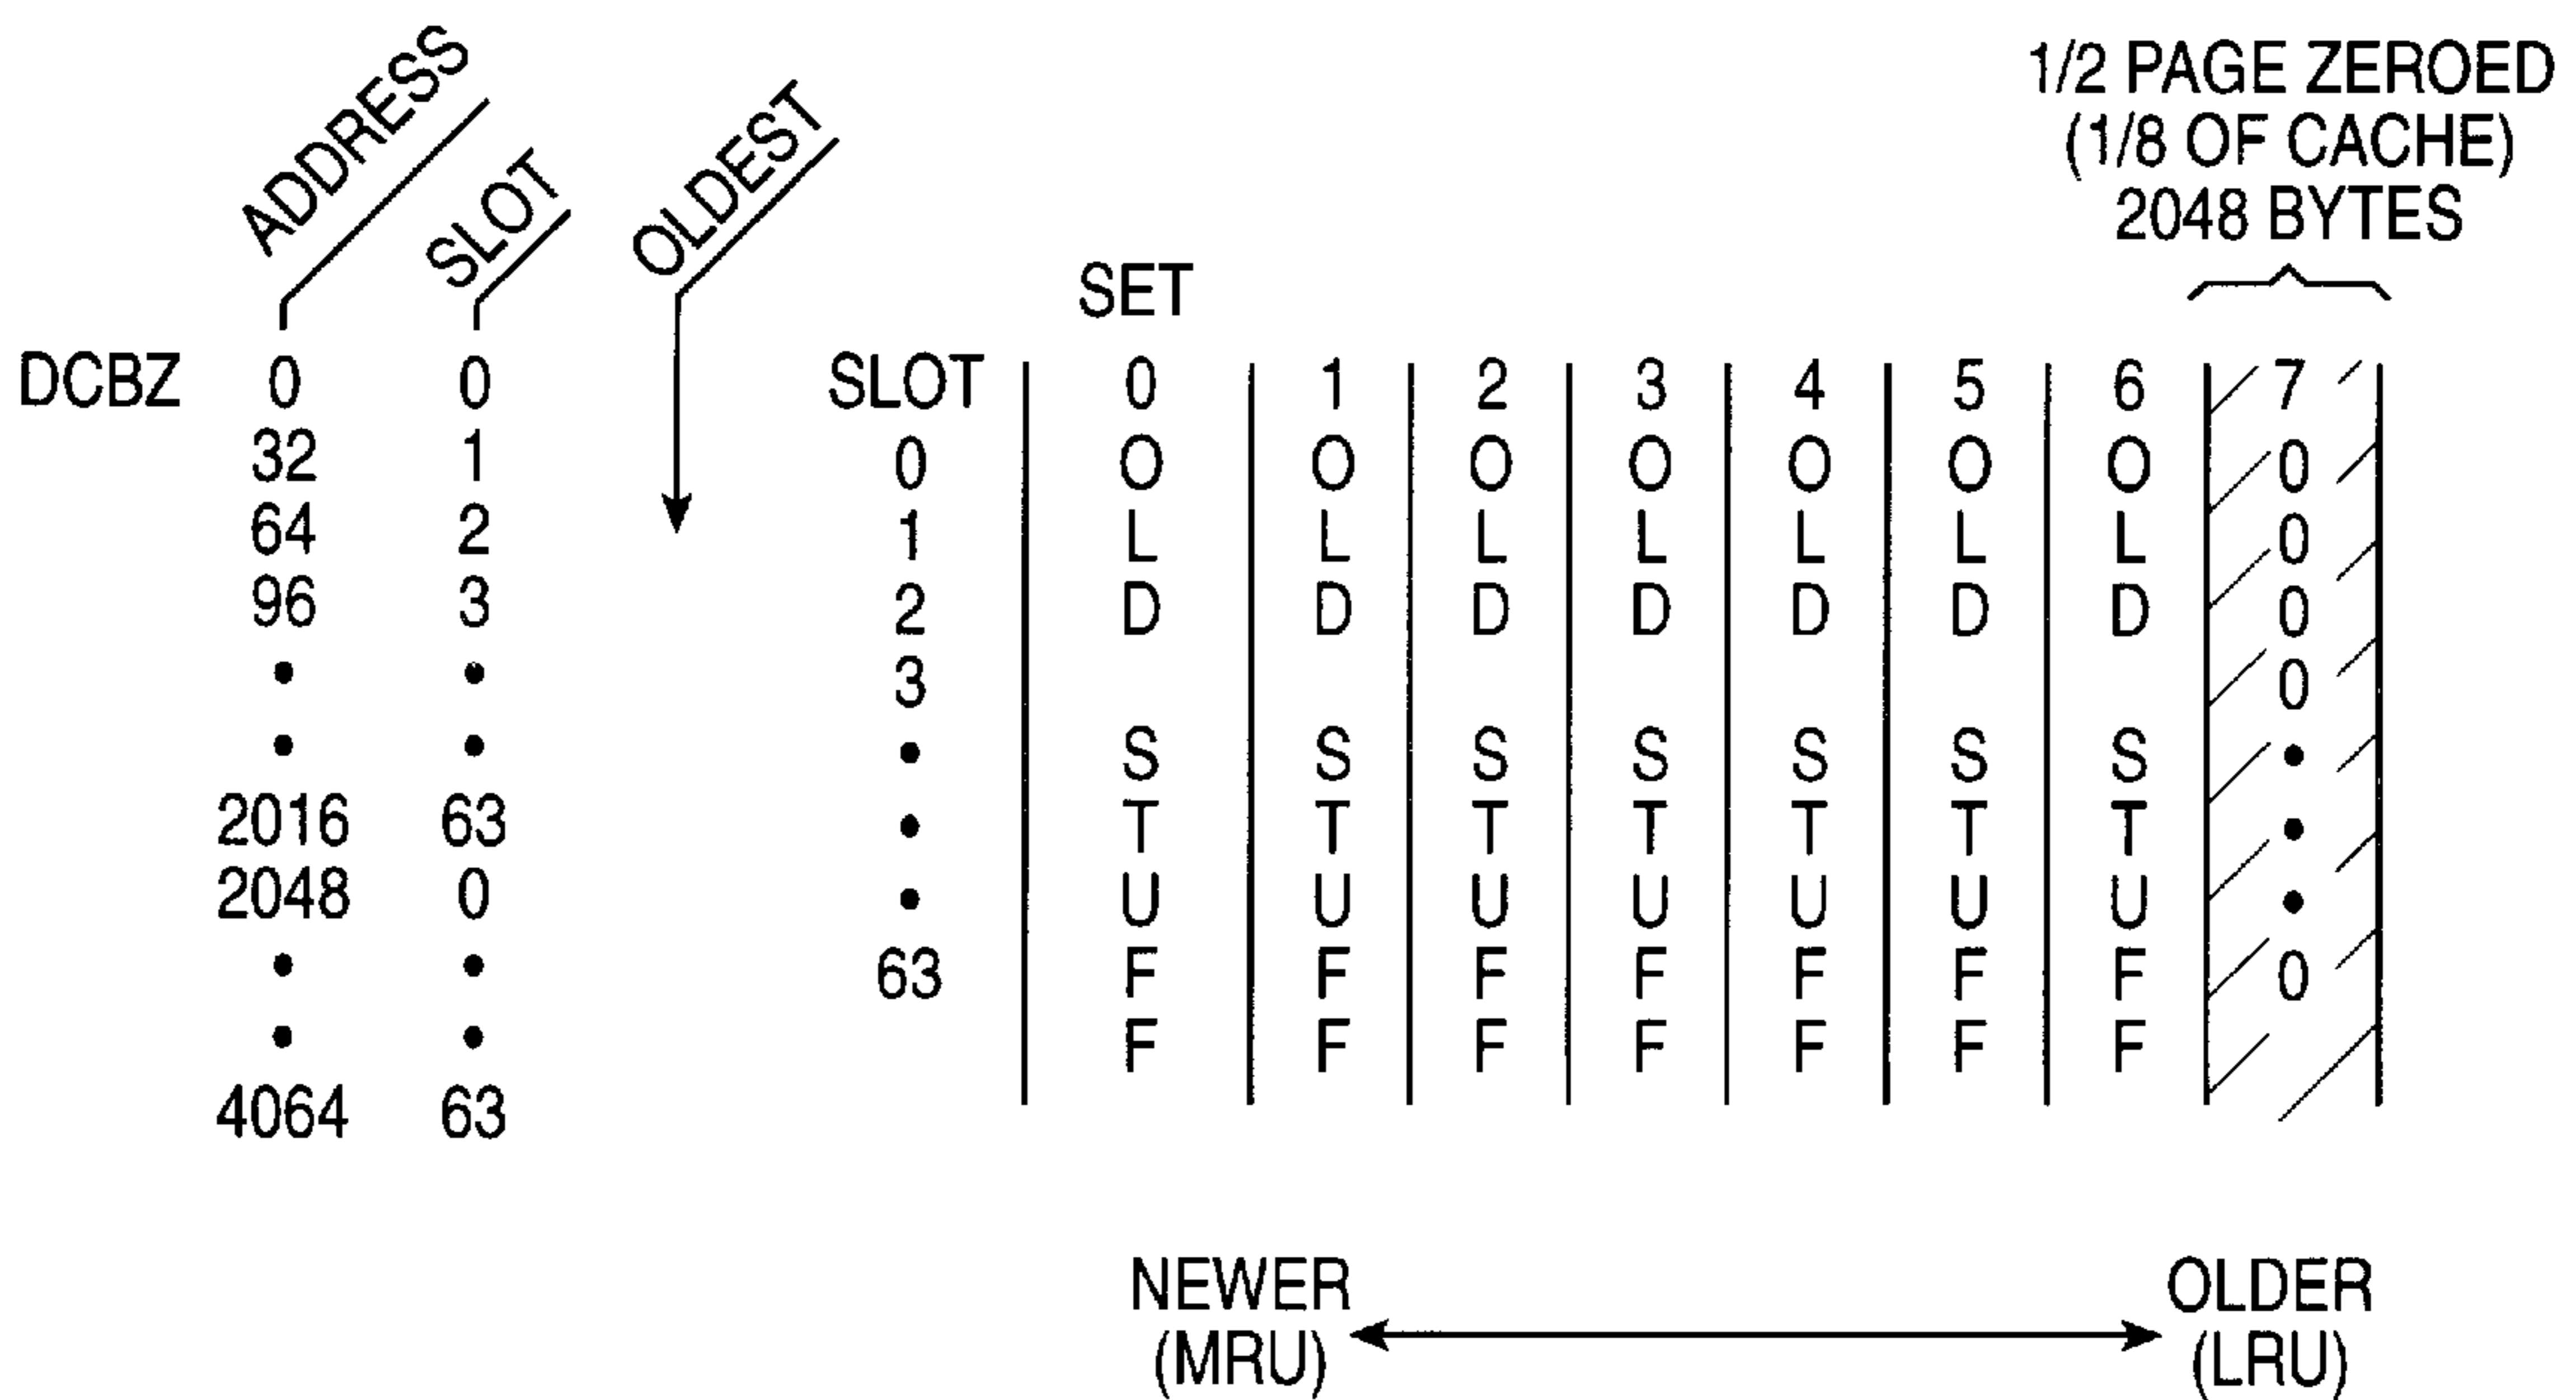 ADDRESS
SLOT
OLDEST
1/2 PAGE ZEROED
(1/8 OF CACHE)
2048 BYTES
SET
DCBZ 0 0 SLOT 0 1 2 3 4 5 6 7
32 1 0 O O O O O O O 0
64 2 1 L L L L L L L 0
96 3 2 D D D D D D D 0
• • 3 0
• • • S S S S S S S •
2016 63 • T T T T T T T •
2048 0 • U U U U U U U •
• • 63 F F F F F F F 0
• • F F F F F F F
4064 63
NEWER OLDER
(MRU) (LRU)